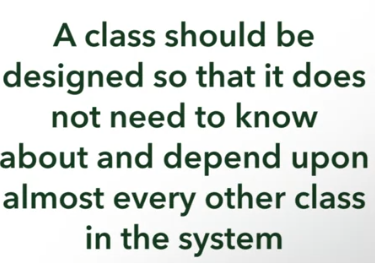 A class should be
designed so that it does
not need to know
about and depend upon
almost every other class
in the system